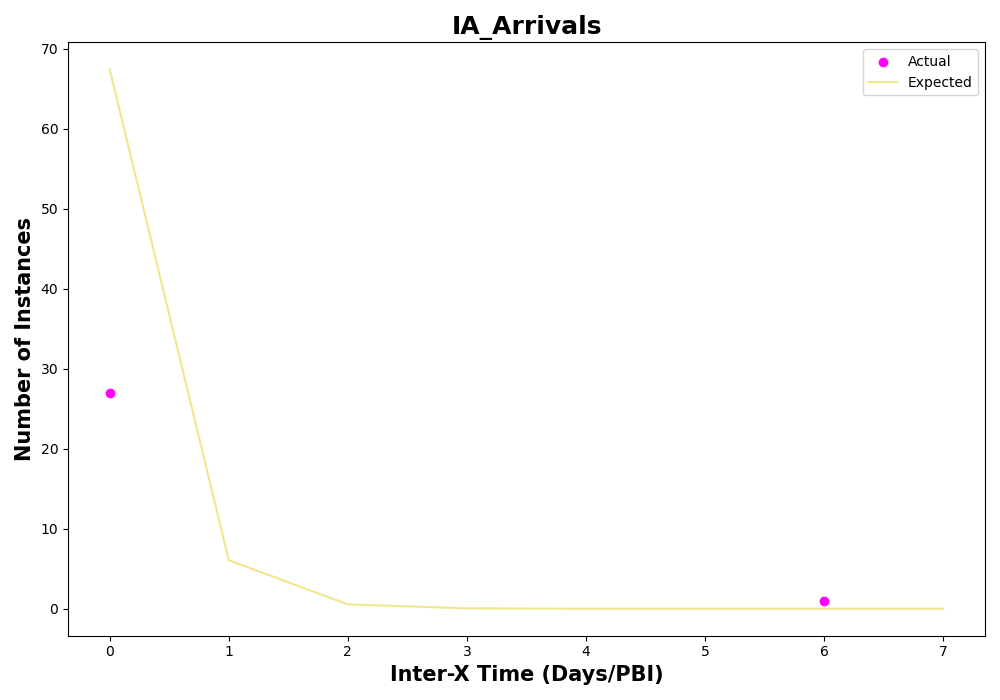 IA_Arrivals
70
60
50
40
30
20
10
0
Number of Instances
Actual
Expected
0 1 2 3 4 5 6 7
Inter-X Time (Days/PBI)